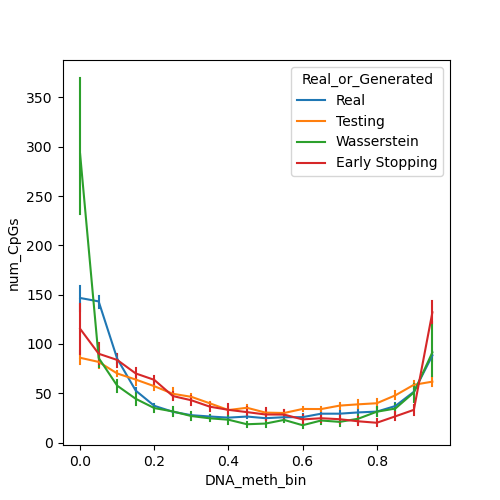 Real_or_Generated
Real
Testing
Wasserstein
Early Stopping
num_CpGs
350
300
250
200
150
100
50
0
0.0 0.2 0.4 0.6 0.8
DNA_meth_bin